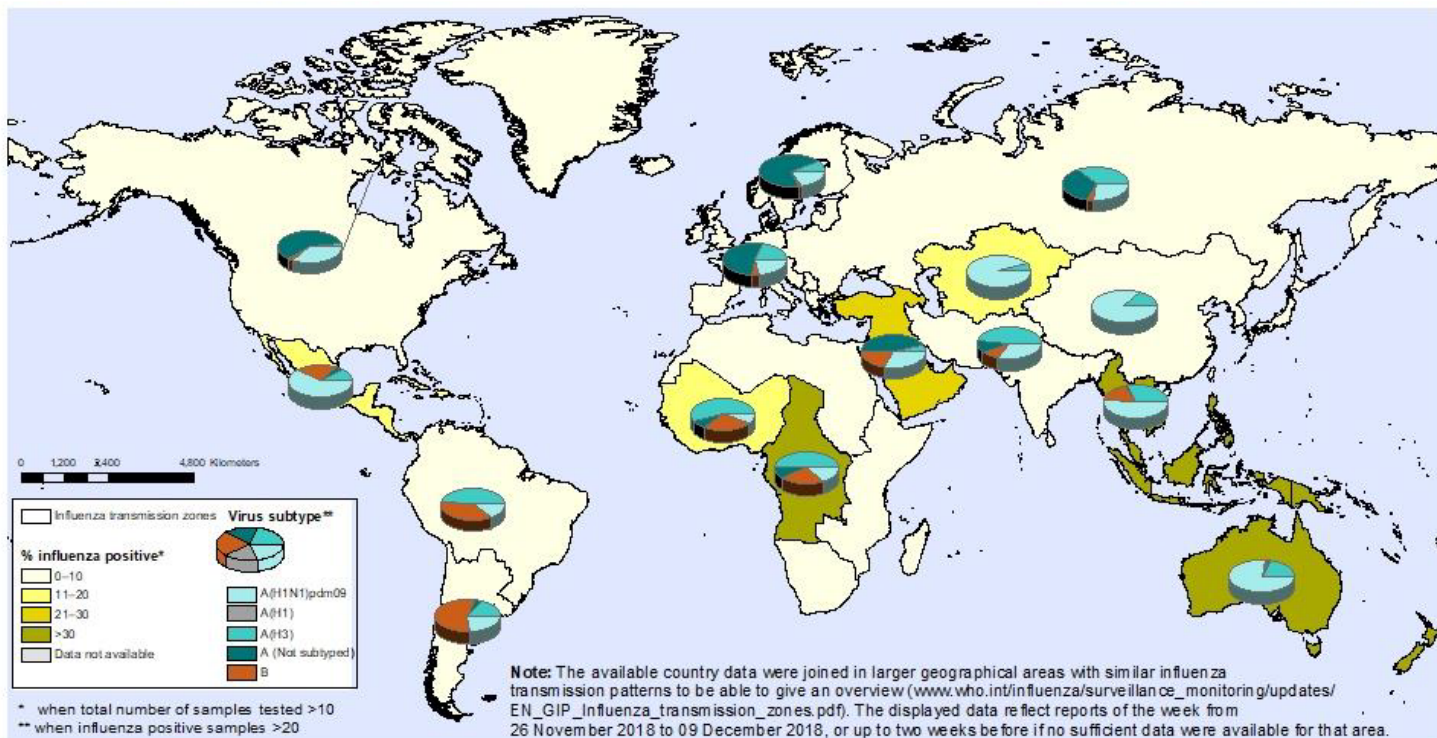 0 1,200 2,400 4,800 Kilometers
Influenza transmission zones
Virus subtype**
% influenza positive*
0–10
11–20
21–30
>30
Data not available
A(H1N1)pdm09
A(H1)
A(H3)
A (Not subtyped)
B
* when total number of samples tested >10
** when influenza positive samples >20
Note: The available country data were joined in larger geographical areas with similar influenza
transmission patterns to be able to give an overview (www.who.int/influenza/surveillance_monitoring/updates/
EN_GIP_Influenza_transmission_zones.pdf). The displayed data reflect reports of the week from
26 November 2018 to 09 December 2018, or up to two weeks before if no sufficient data were available for that area.